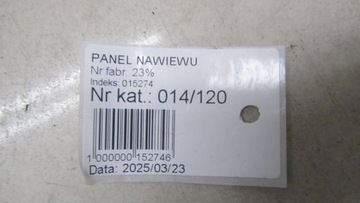 PANEL NAWIEWU
Nr fabr. 23%
Indeks: 015274
Nr kat.: 014/120
1 000000 152746
Data: 2025/03/23